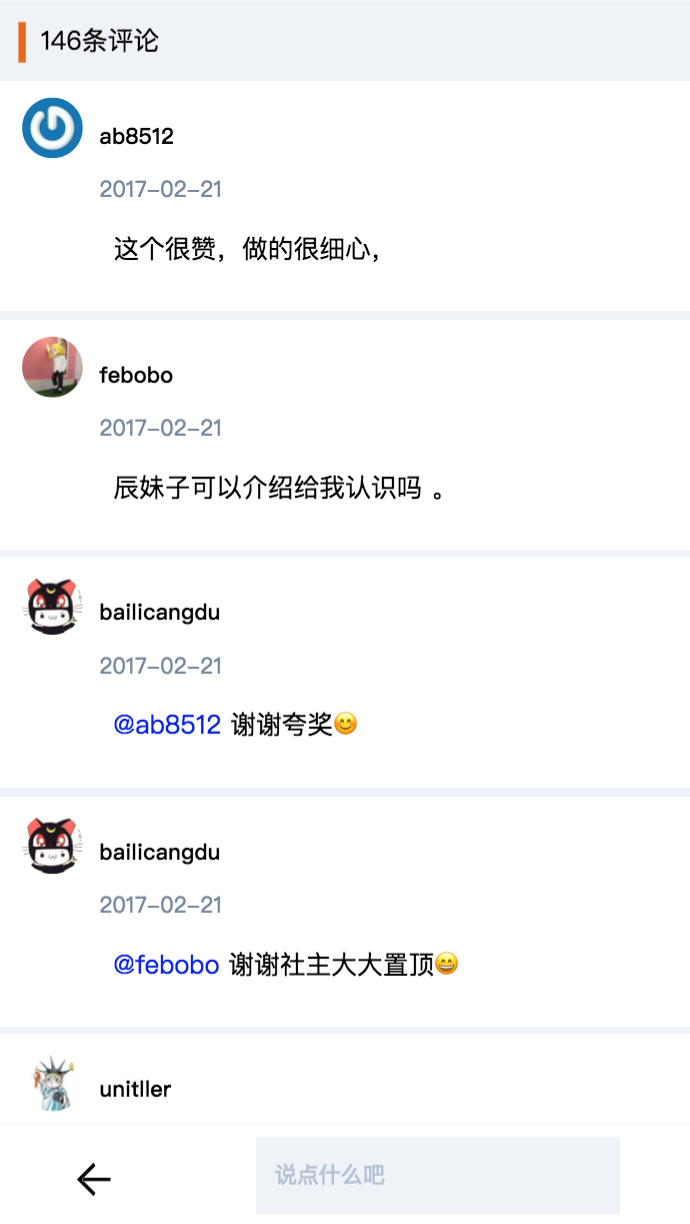 146条评论
ab8512
2017-02-21
这个很赞，做的很细心，
febobo
2017-02-21
辰妹子可以介绍给我认识吗 。
bailicangdu
2017-02-21
@ab8512 谢谢夸奖😊
bailicangdu
2017-02-21
@febobo 谢谢社主大大置顶😄
unitller
说点什么吧